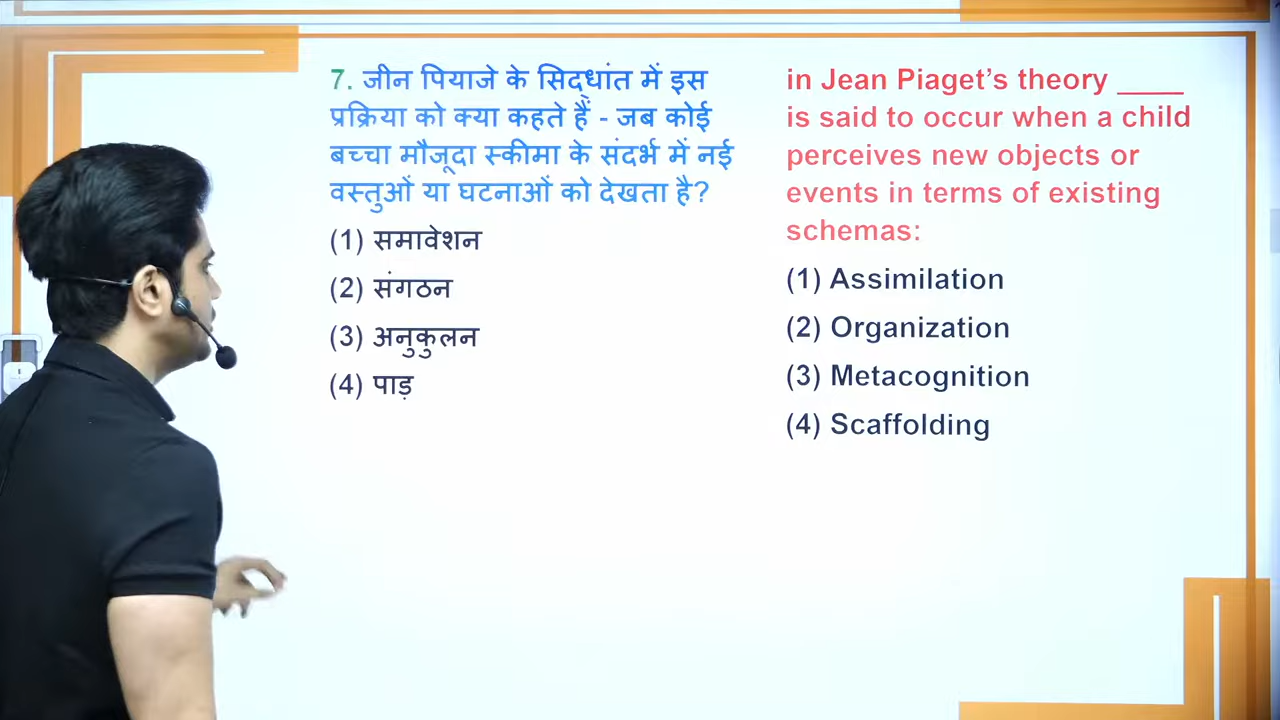 7. जीन पियाजे के सिद्धांत में इस
प्रक्रिया को क्या कहते हैं - जब कोई
बच्चा मौजूदा स्कीमा के संदर्भ में नई
वस्तुओं या घटनाओं को देखता है?
(1) समावेशन
(2) संगठन
(3) अनुकुलन
(4) पाड़
in Jean Piaget’s theory ____
is said to occur when a child
perceives new objects or
events in terms of existing
schemas:
(1) Assimilation
(2) Organization
(3) Metacognition
(4) Scaffolding